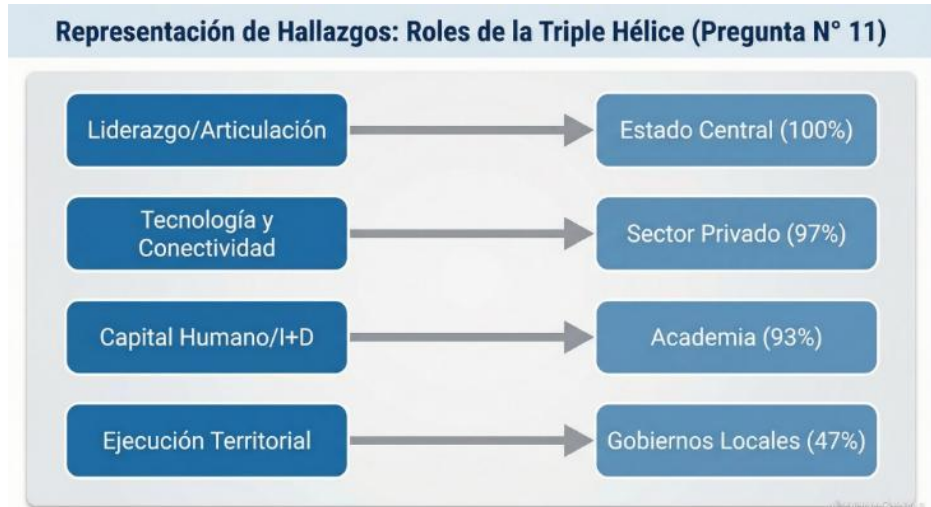 Representación de Hallazgos: Roles de la Triple Hélice (Pregunta N° 11)
Liderazgo/Articulación
Estado Central (100%)
Tecnología y
Conectividad
Sector Privado (97%)
Capital Humano/I+D
Academia (93%)
Ejecución Territorial
Gobiernos Locales (47%)